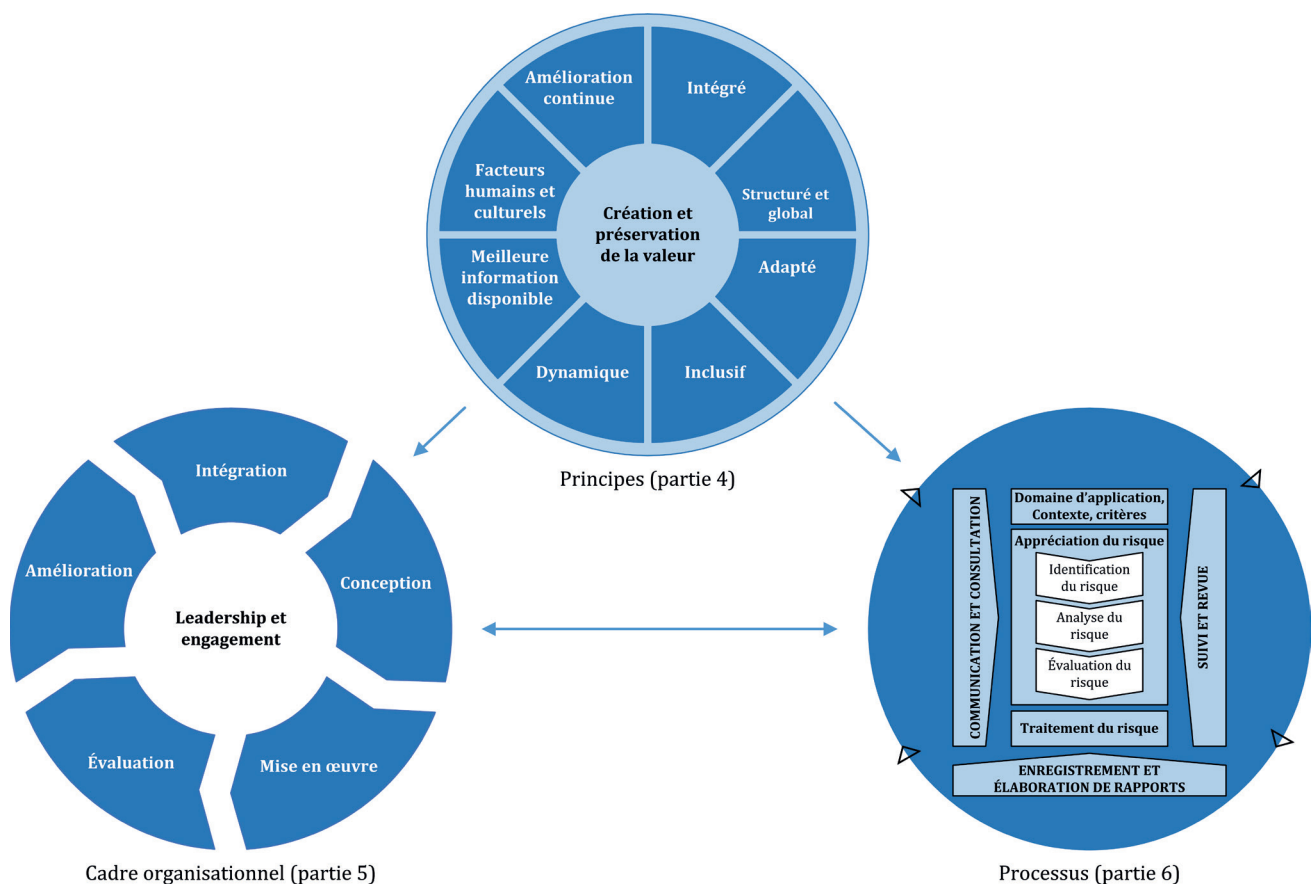 Amélioration
continue
Intégré
Structuré et
global
Adapté
Inclusif
Dynamique
Meilleure
information
disponible
Facteurs
humains et
culturels
Création et
préservation
de la valeur
Principes (partie 4)
Intégration
Conception
Mise en œuvre
Évaluation
Amélioration
Leadership et
engagement
Cadre organisationnel (partie 5)
COMMUNICATION ET CONSULTATION
Domaine d'application,
Contexte, critères
Appréciation du risque
Identification
du risque
Analyse du
risque
Évaluation du
risque
Traitement du risque
SUIVI ET REVUE
ENREGISTREMENT ET
ÉLABORATION DE RAPPORTS
Processus (partie 6)